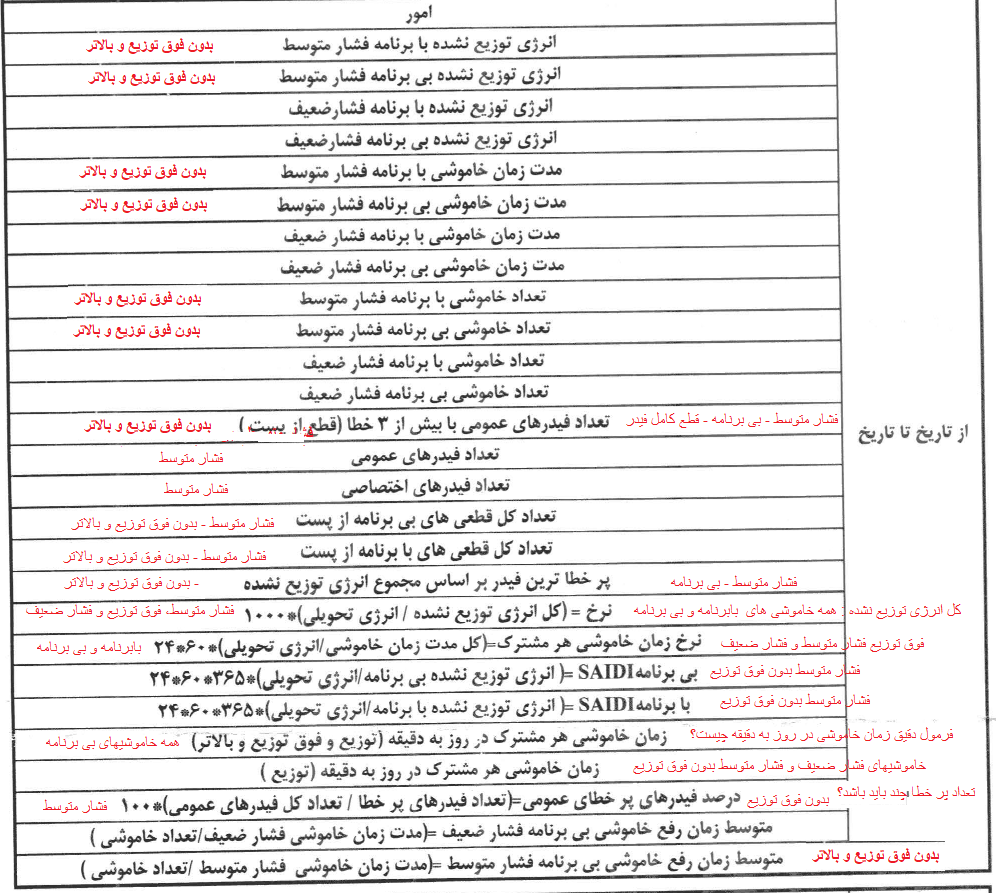 امور
انرژی توزیع نشده با برنامه فشار متوسط بدون فوق توزیع و بالاتر
انرژی توزیع نشده بی برنامه فشار متوسط بدون فوق توزیع و بالاتر
انرژی توزیع نشده با برنامه فشارضعیف
انرژی توزیع نشده بی برنامه فشارضعیف
مدت زمان خاموشی با برنامه فشار متوسط بدون فوق توزیع و بالاتر
مدت زمان خاموشی بی برنامه فشار متوسط بدون فوق توزیع و بالاتر
مدت زمان خاموشی با برنامه فشار ضعیف
مدت زمان خاموشی بی برنامه فشار ضعیف
تعداد خاموشی با برنامه فشار متوسط بدون فوق توزیع و بالاتر
تعداد خاموشی بی برنامه فشار متوسط بدون فوق توزیع و بالاتر
تعداد خاموشی با برنامه فشار ضعیف
تعداد خاموشی بی برنامه فشار ضعیف
فشار متوسط - بی برنامه - قطع کامل فیدر تعداد فیدرهای عمومی با بیش از ۳ خطا (قطع از پست ) بدون فوق توزیع و بالاتر
از تاریخ تا تاریخ
تعداد فیدرهای عمومی فشار متوسط
تعداد فیدرهای اختصاصی فشار متوسط
تعداد کل قطعی های بی برنامه از پست فشار متوسط - بدون فوق توزیع و بالاتر
تعداد کل قطعی های با برنامه از پست فشار متوسط - بدون فوق توزیع و بالاتر
فشار متوسط - بی برنامه پر خطا ترین فیدر بر اساس مجموع انرژی توزیع نشده - بدون فوق توزیع و بالاتر
کل انرژی توزیع نشده : همه خاموشی های بابرنامه و بی برنامه نرخ =(کل انرژی توزیع نشده / انرژی تحویلی)*۱۰۰۰ فشار متوسط، فوق توزیع و فشار ضعیف
فوق توزیع فشار متوسط و فشار ضعیف نرخ زمان خاموشی هر مشترک=(کل مدت زمان خاموشی/انرژی تحویلی)*۶۰*۲۴ بابرنامه و بی برنامه
فشار متوسط بدون فوق توزیع بی برنامه SAIDI =( انرژی توزیع نشده بی برنامه/انرژی تحویلی)*۳۶۵*۶۰*۲۴
فشار متوسط بدون فوق توزیع با برنامه SAIDI =( انرژی توزیع نشده با برنامه/انرژی تحویلی)*۳۶۵*۶۰*۲۴
فرمول دقیق زمان خاموشی در روز به دقیقه چیست؟ زمان خاموشی هر مشترک در روز به دقیقه (توزیع و فوق توزیع و بالاتر) همه خاموشیهای بی برنامه
خاموشیهای فشار ضعیف و فشار متوسط بدون فوق توزیع زمان خاموشی هر مشترک در روز به دقیقه (توزیع )
تعداد پر خطا چند باید باشد؟ بدون فوق توزیع درصد فیدرهای پر خطای عمومی=(تعداد فیدرهای پر خطا / تعداد کل فیدرهای عمومی)*۱۰۰ فشار متوسط
متوسط زمان رفع خاموشی بی برنامه فشار ضعیف =(مدت زمان خاموشی فشار ضعیف/تعداد خاموشی )
بدون فوق توزیع و بالاتر متوسط زمان رفع خاموشی بی برنامه فشار متوسط =(مدت زمان خاموشی فشار متوسط /تعداد خاموشی )